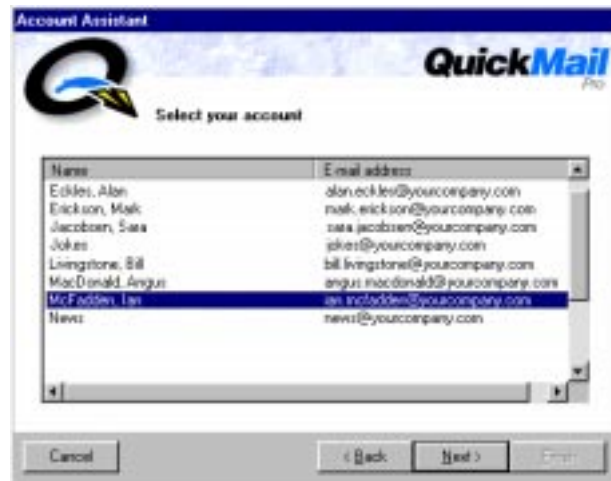 Account Assistant
QuickMail
Pro
Select your account
Name E-mail address
Eckles, Alan alan.eckles@yourcompany.com
Erickson, Mark mark.erickson@yourcompany.com
Jacobsen, Sara sara.jacobsen@yourcompany.com
Jokes jokes@yourcompany.com
Livingstone, Bill bill.livingstone@yourcompany.com
MacDonald, Angus angus.macdonald@yourcompany.com
McFadden, Ian ian.mcfadden@yourcompany.com
News news@yourcompany.com
Cancel < Back Next > Finish